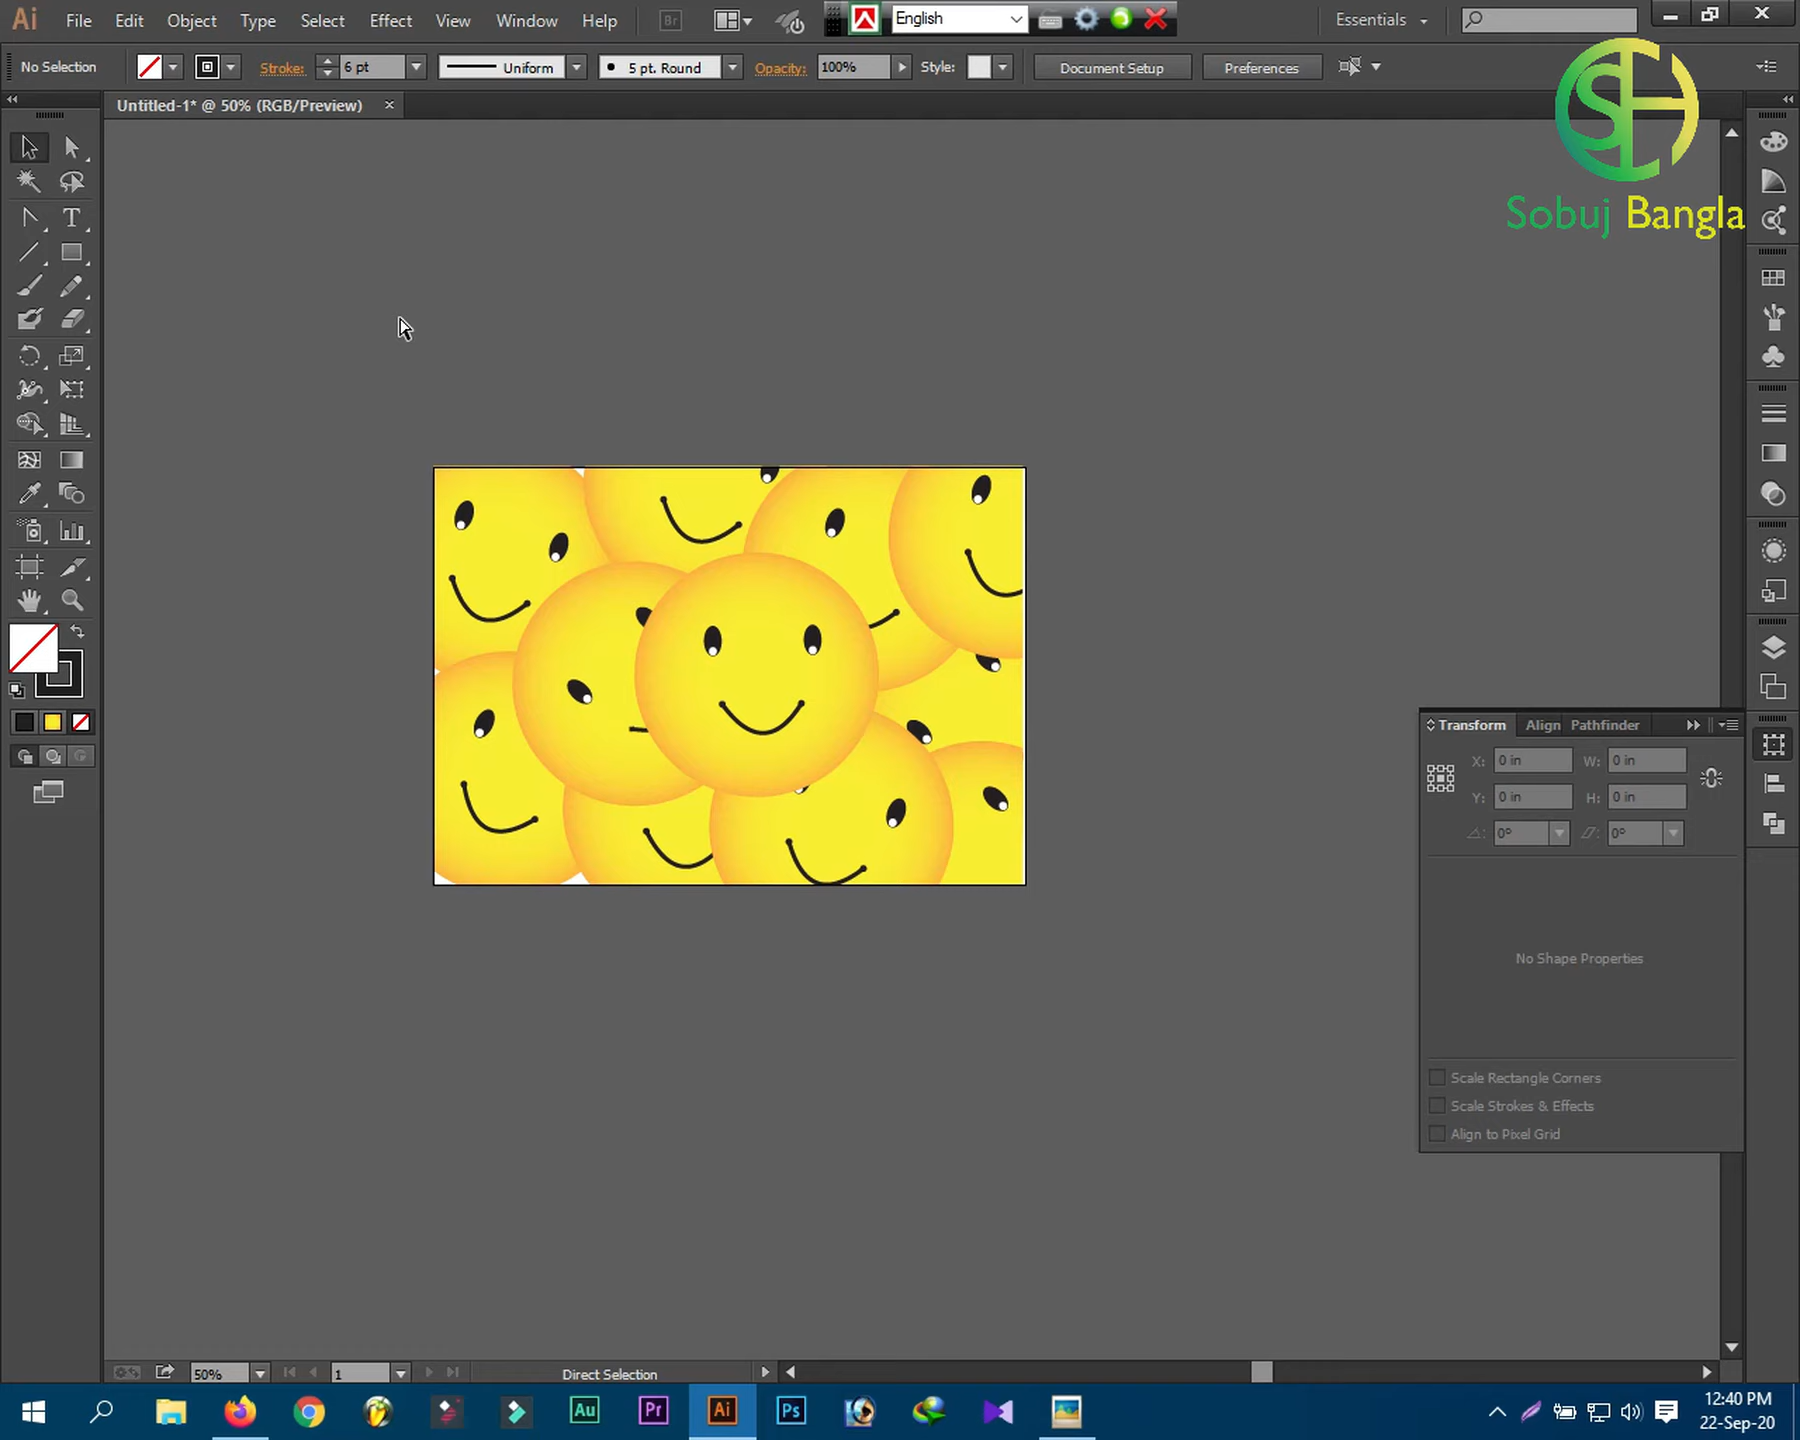 Ai File Edit Object Type Select Effect View Window Help Br English Essentials
No Selection Stroke: 6 pt Uniform 5 pt. Round Opacity: 100% Style: Document Setup Preferences
Untitled-1* @ 50% (RGB/Preview)
Sobuj Bangla
Transform Align Pathfinder
X: 0 in W: 0 in
Y: 0 in H: 0 in
0° 0°
No Shape Properties
Scale Rectangle Corners
Scale Strokes & Effects
Align to Pixel Grid
50% 1 Direct Selection
Au Pr Ai Ps
12:40 PM
22-Sep-20